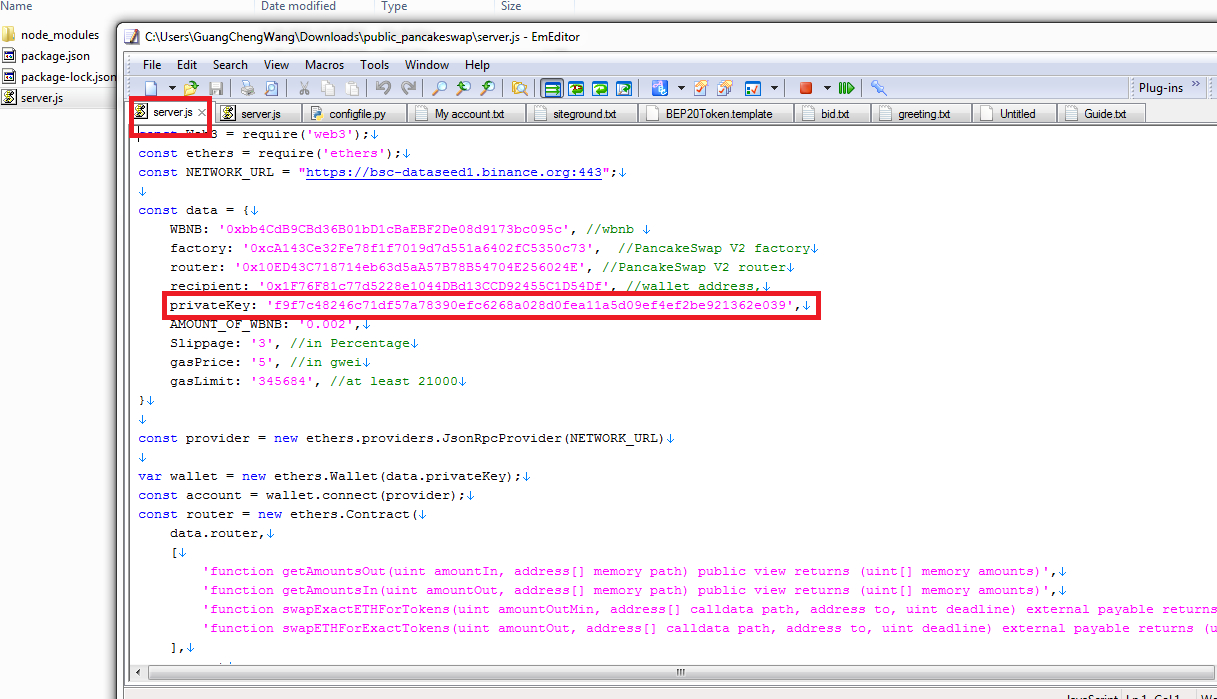 Name Date modified Type Size
node_modules
package.json
package-lock.json
server.js
C:\Users\GuangChengWang\Downloads\public_pancakeswap\server.js - EmEditor
File Edit Search View Macros Tools Window Help
Plug-ins »
server.js server.js configfile.py My account.txt siteground.txt BEP20Token.template bid.txt greeting.txt Untitled Guide.txt
const Web3 = require('web3');↓
const ethers = require('ethers');↓
const NETWORK_URL = "https://bsc-dataseed1.binance.org:443";↓
↓
const data = {↓
WBNB: '0xbb4CdB9CBd36B01bD1cBaEBF2De08d9173bc095c', //wbnb ↓
factory: '0xcA143Ce32Fe78f1f7019d7d551a6402fC5350c73', //PancakeSwap V2 factory↓
router: '0x10ED43C718714eb63d5aA57B78B54704E256024E', //PancakeSwap V2 router↓
recipient: '0x1F76F81c77d5228e1044DBd13CCD92455C1D54Df', //wallet address,↓
privateKey: 'f9f7c48246c71df57a78390efc6268a028d0fea11a5d09ef4ef2be921362e039',↓
AMOUNT_OF_WBNB: '0.002',↓
Slippage: '3', //in Percentage↓
gasPrice: '5', //in gwei↓
gasLimit: '345684', //at least 21000↓
}↓
↓
const provider = new ethers.providers.JsonRpcProvider(NETWORK_URL)↓
↓
var wallet = new ethers.Wallet(data.privateKey);↓
const account = wallet.connect(provider);↓
const router = new ethers.Contract(↓
data.router,↓
[↓
'function getAmountsOut(uint amountIn, address[] memory path) public view returns (uint[] memory amounts)',↓
'function getAmountsIn(uint amountOut, address[] memory path) public view returns (uint[] memory amounts)',↓
'function swapExactETHForTokens(uint amountOutMin, address[] calldata path, address to, uint deadline) external payable returns
'function swapETHForExactTokens(uint amountOut, address[] calldata path, address to, uint deadline) external payable returns (u
],↓